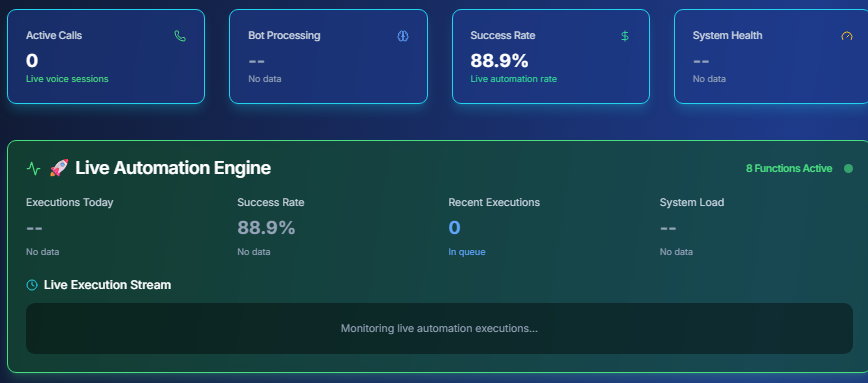 Active Calls
0
Live voice sessions
Bot Processing
--
No data
Success Rate
$
88.9%
Live automation rate
System Health
--
No data
🚀 Live Automation Engine
8 Functions Active
Executions Today
--
No data
Success Rate
88.9%
No data
Recent Executions
0
In queue
System Load
--
No data
Live Execution Stream
Monitoring live automation executions...